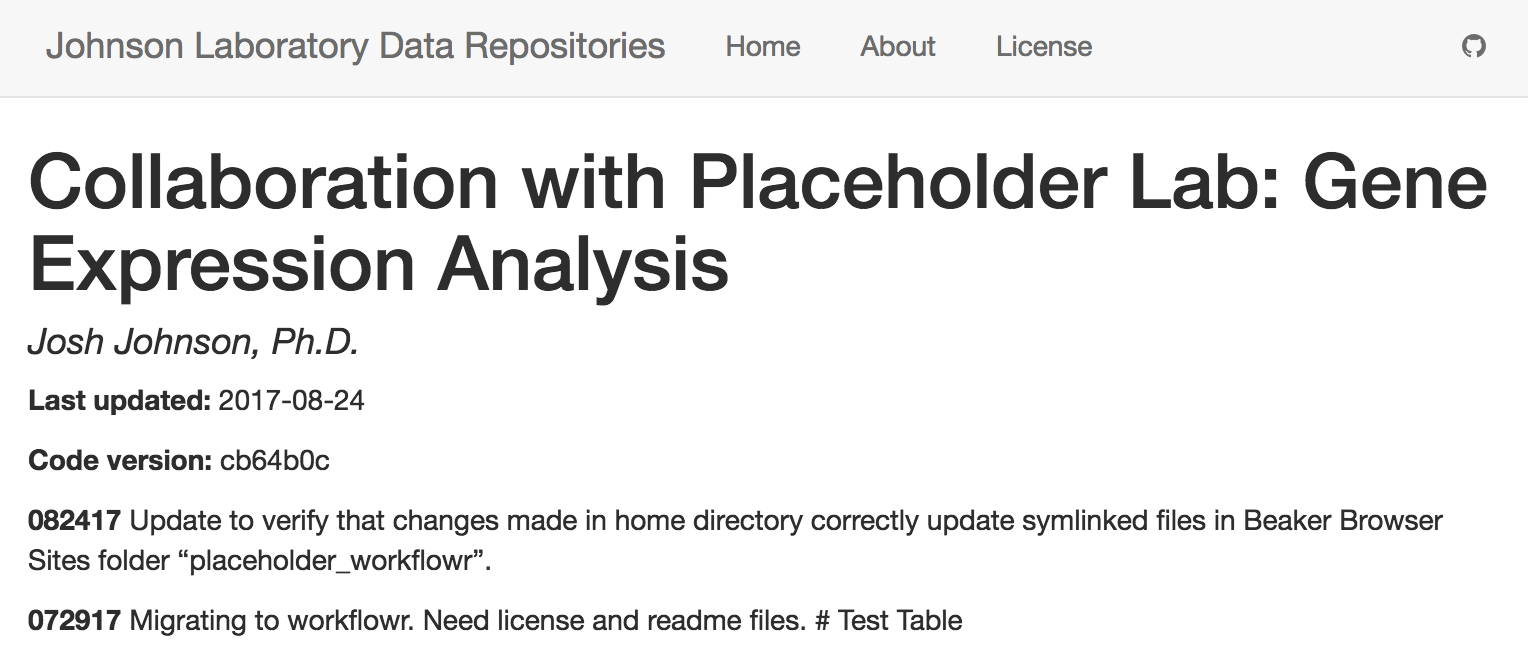 Johnson Laboratory Data Repositories Home About License
Collaboration with Placeholder Lab: Gene
Expression Analysis
Josh Johnson, Ph.D.
Last updated: 2017-08-24
Code version: cb64b0c
082417 Update to verify that changes made in home directory correctly update symlinked files in Beaker Browser
Sites folder “placeholder_workflowr”.
072917 Migrating to workflowr. Need license and readme files. # Test Table